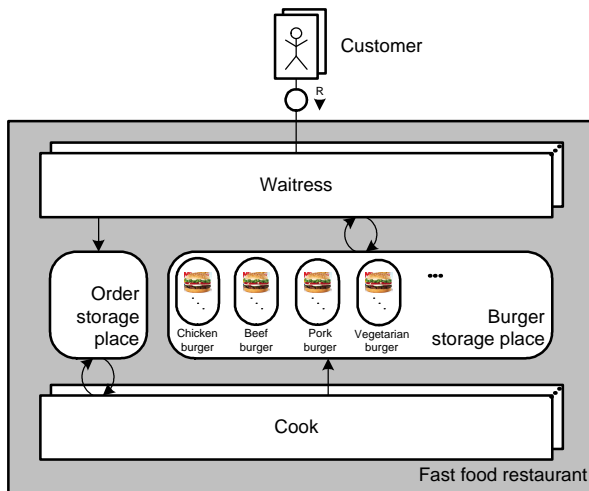 Customer
R
Waitress
Order
storage
place
Chicken
burger
Beef
burger
Pork
burger
Vegetarian
burger
...
Burger
storage place
Cook
Fast food restaurant